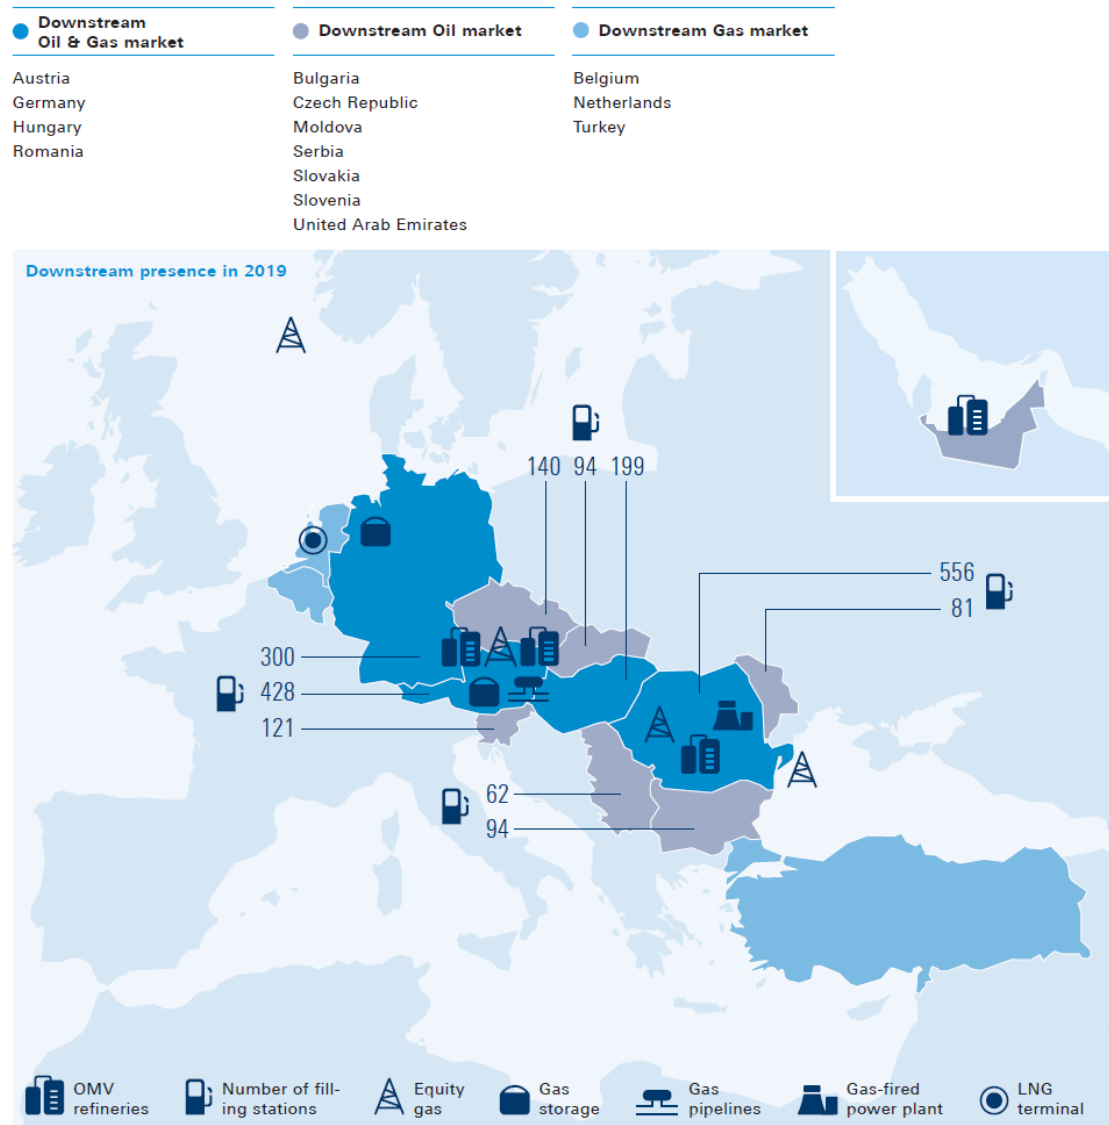 Downstream
Oil & Gas market
Austria
Germany
Hungary
Romania
Downstream Oil market
Bulgaria
Czech Republic
Moldova
Serbia
Slovakia
Slovenia
United Arab Emirates
Downstream Gas market
Belgium
Netherlands
Turkey
Downstream presence in 2019
140 94 199
556
81
300
428
121
62
94
OMV
refineries
Number of fill-
ing stations
Equity
gas
Gas
storage
Gas
pipelines
Gas-fired
power plant
LNG
terminal